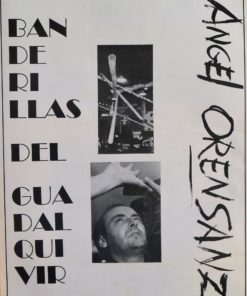 BAN
DE
RI
LLAS
DEL
GUA
DAL
QUI
VIR
ANGEL ORENSANZ